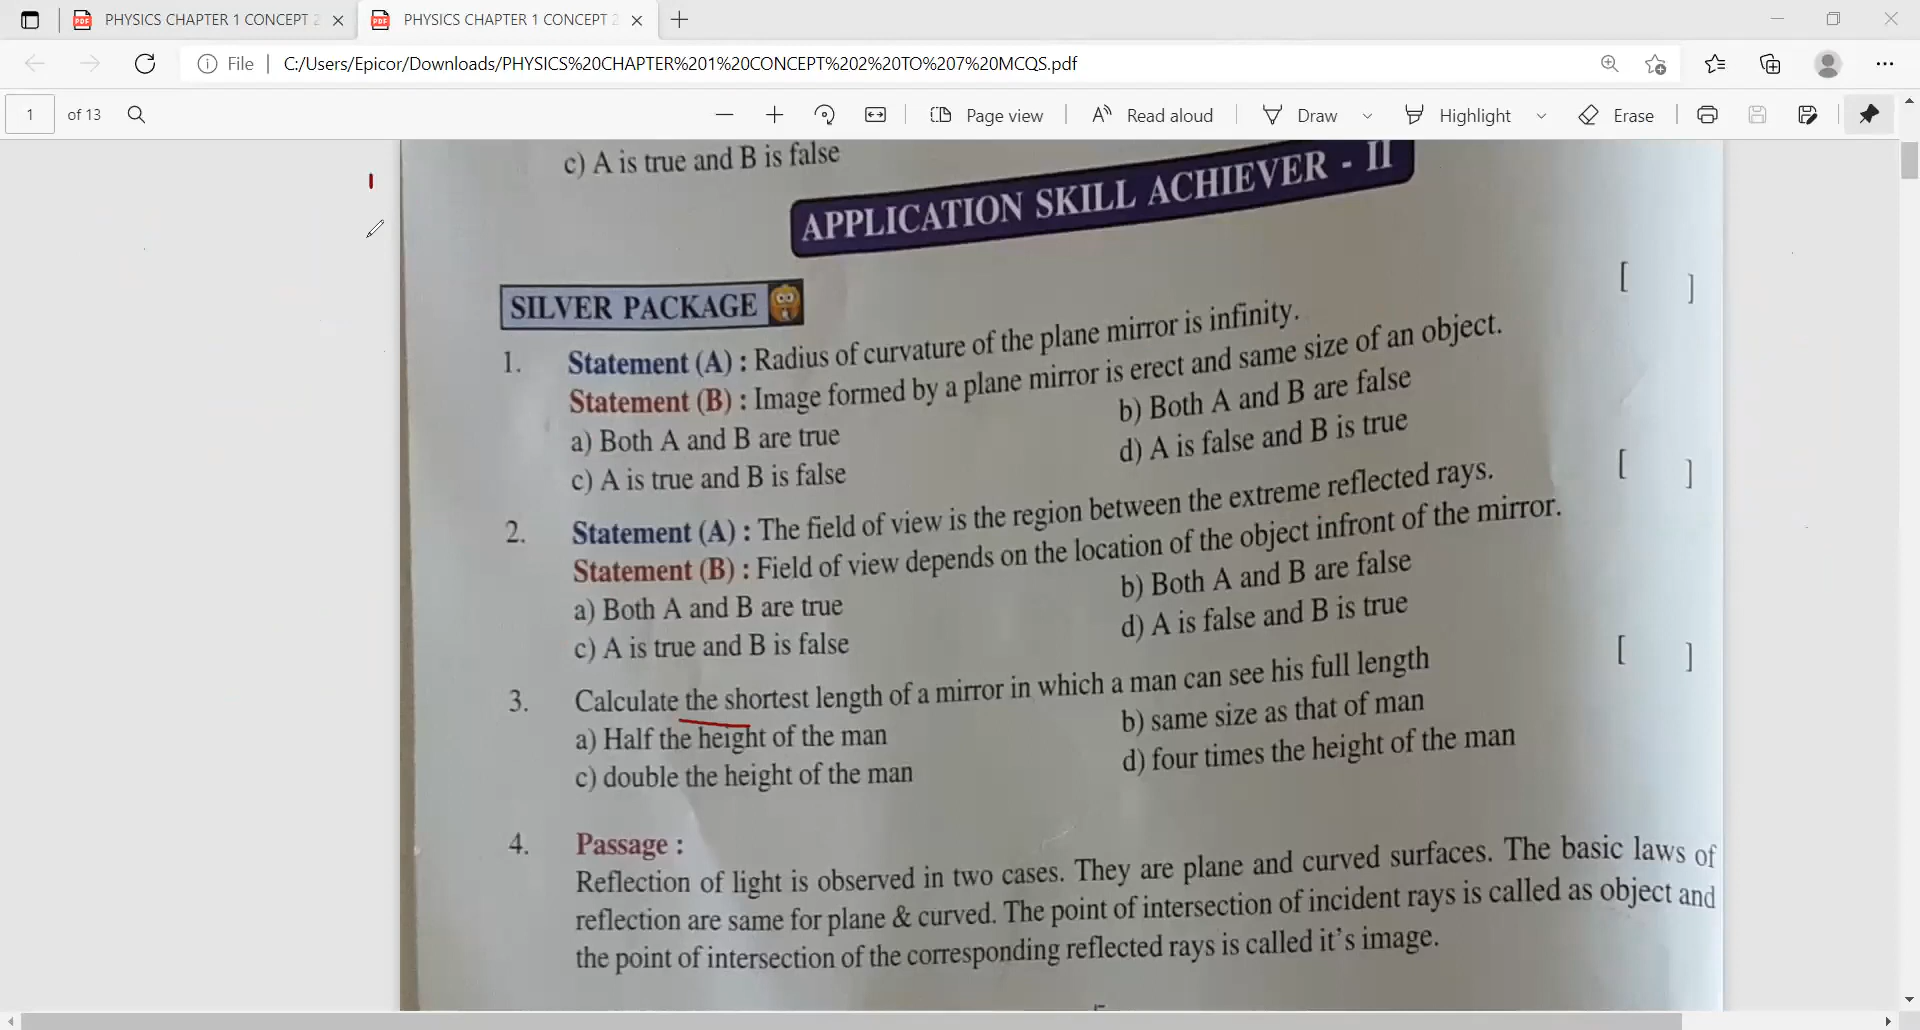 PHYSICS CHAPTER 1 CONCEPT 2
PHYSICS CHAPTER 1 CONCEPT 2
File
C:/Users/Epicor/Downloads/PHYSICS%20CHAPTER%201%20CONCEPT%202%20TO%207%20MCQS.pdf
1 of 13
Page view
Read aloud
Draw
Highlight
Erase
c) A is true and B is false
APPLICATION SKILL ACHIEVER - II
SILVER PACKAGE
[ ]
1. Statement (A) : Radius of curvature of the plane mirror is infinity.
Statement (B) : Image formed by a plane mirror is erect and same size of an object.
a) Both A and B are true b) Both A and B are false
c) A is true and B is false d) A is false and B is true
[ ]
2. Statement (A) : The field of view is the region between the extreme reflected rays.
Statement (B) : Field of view depends on the location of the object infront of the mirror.
a) Both A and B are true b) Both A and B are false
c) A is true and B is false d) A is false and B is true
[ ]
3. Calculate the shortest length of a mirror in which a man can see his full length
a) Half the height of the man b) same size as that of man
c) double the height of the man d) four times the height of the man
4. Passage :
Reflection of light is observed in two cases. They are plane and curved surfaces. The basic laws of
reflection are same for plane & curved. The point of intersection of incident rays is called as object and
the point of intersection of the corresponding reflected rays is called it's image.